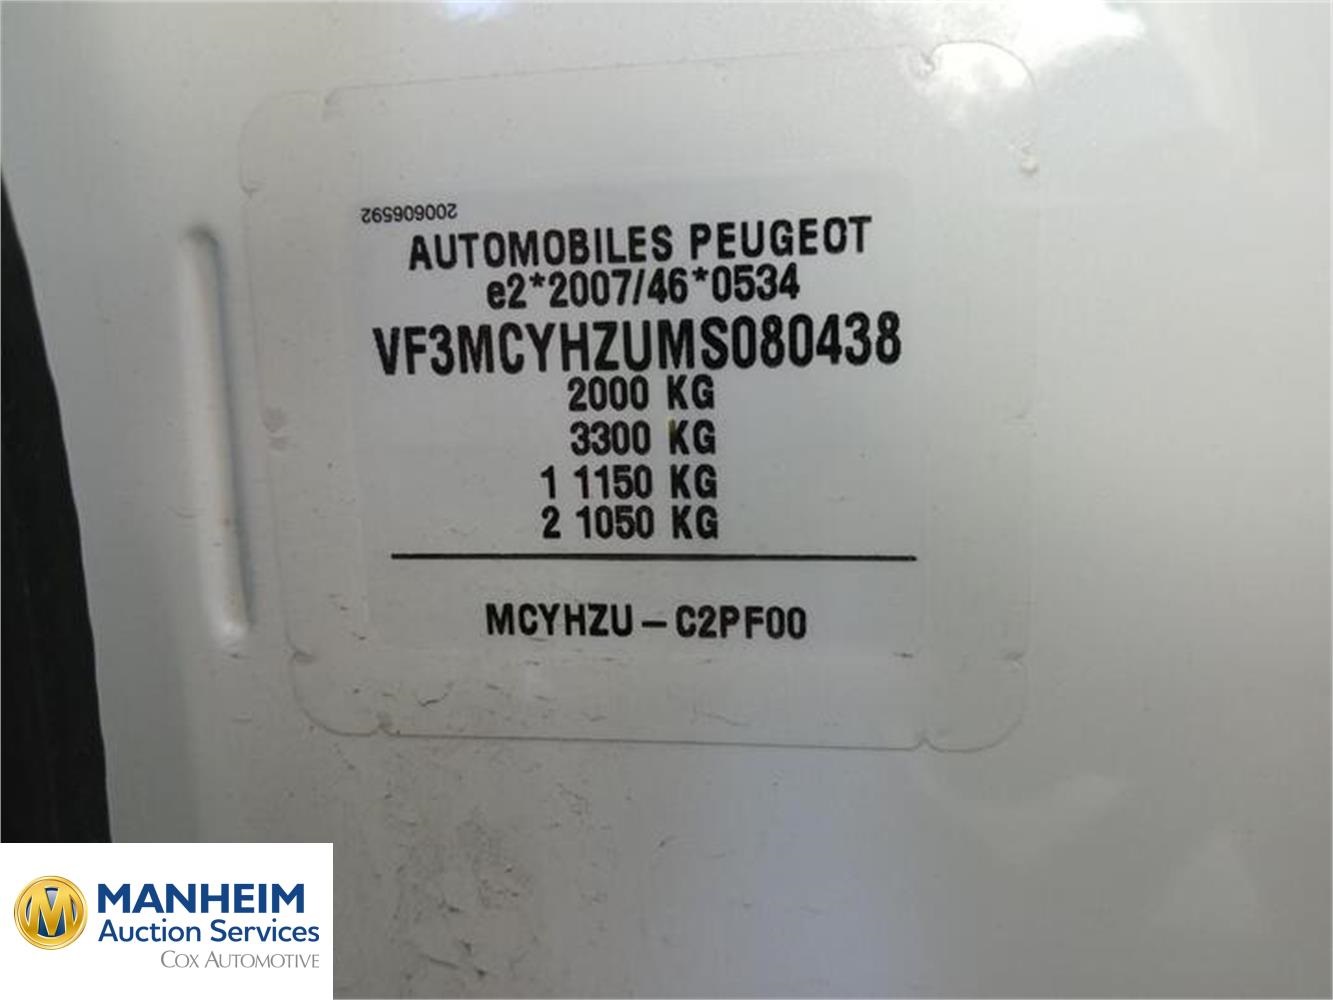 200606592
AUTOMOBILES PEUGEOT
e2*2007/46*0534
VF3MCYHZUMS080438
2000 KG
3300 KG
1 1150 KG
2 1050 KG
MCYHZU - C2PF00
MANHEIM
Auction Services
COX AUTOMOTIVE